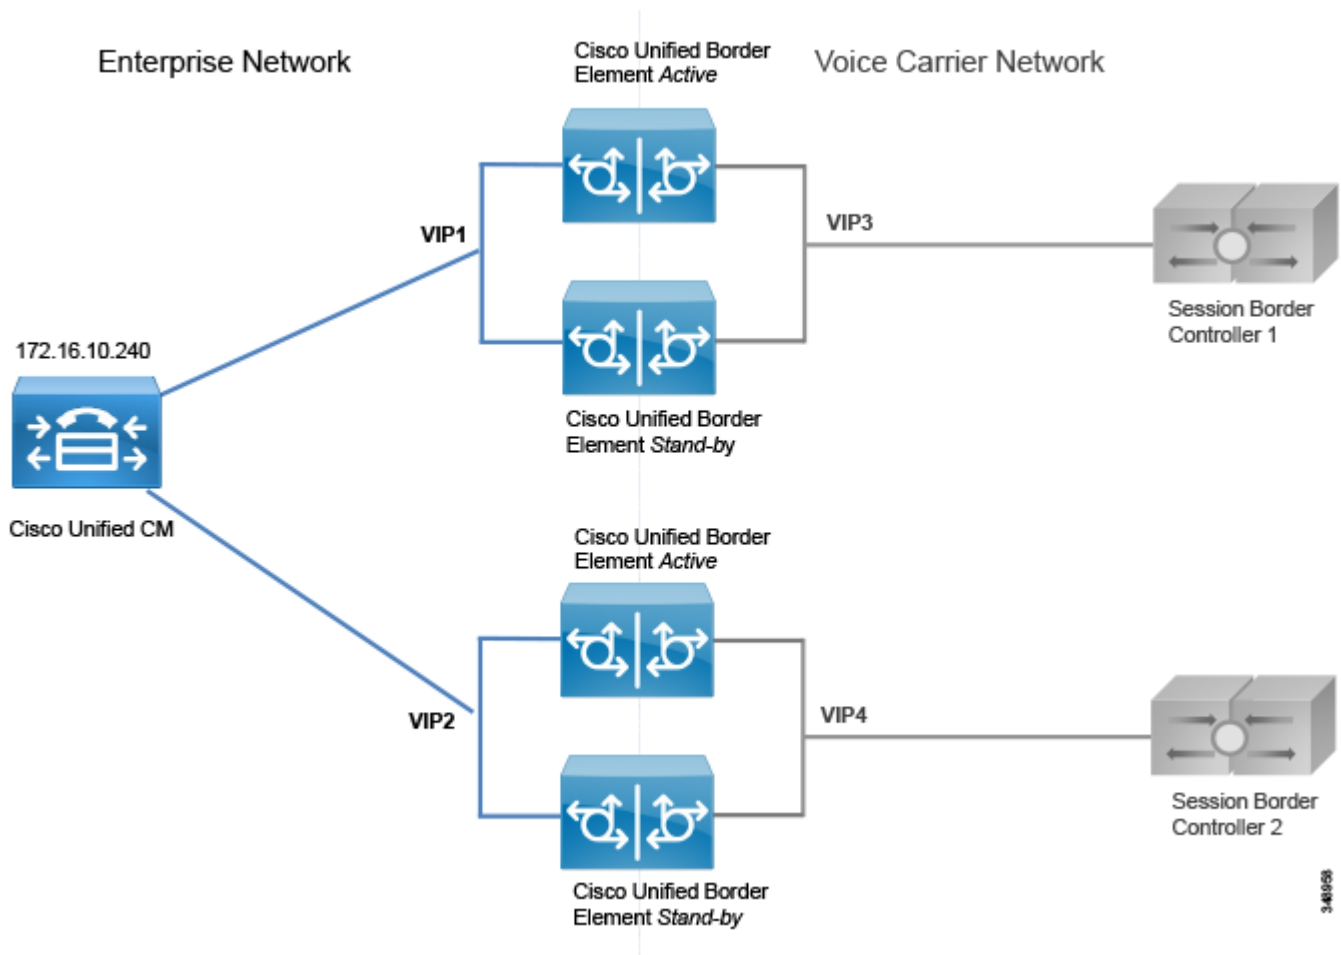 Enterprise Network
Cisco Unified Border
Element Active
Voice Carrier Network
VIP1
VIP3
Session Border
Controller 1
172.16.10.240
Cisco Unified CM
Cisco Unified Border
Element Stand-by
Cisco Unified Border
Element Active
VIP2
VIP4
Session Border
Controller 2
Cisco Unified Border
Element Stand-by
348958